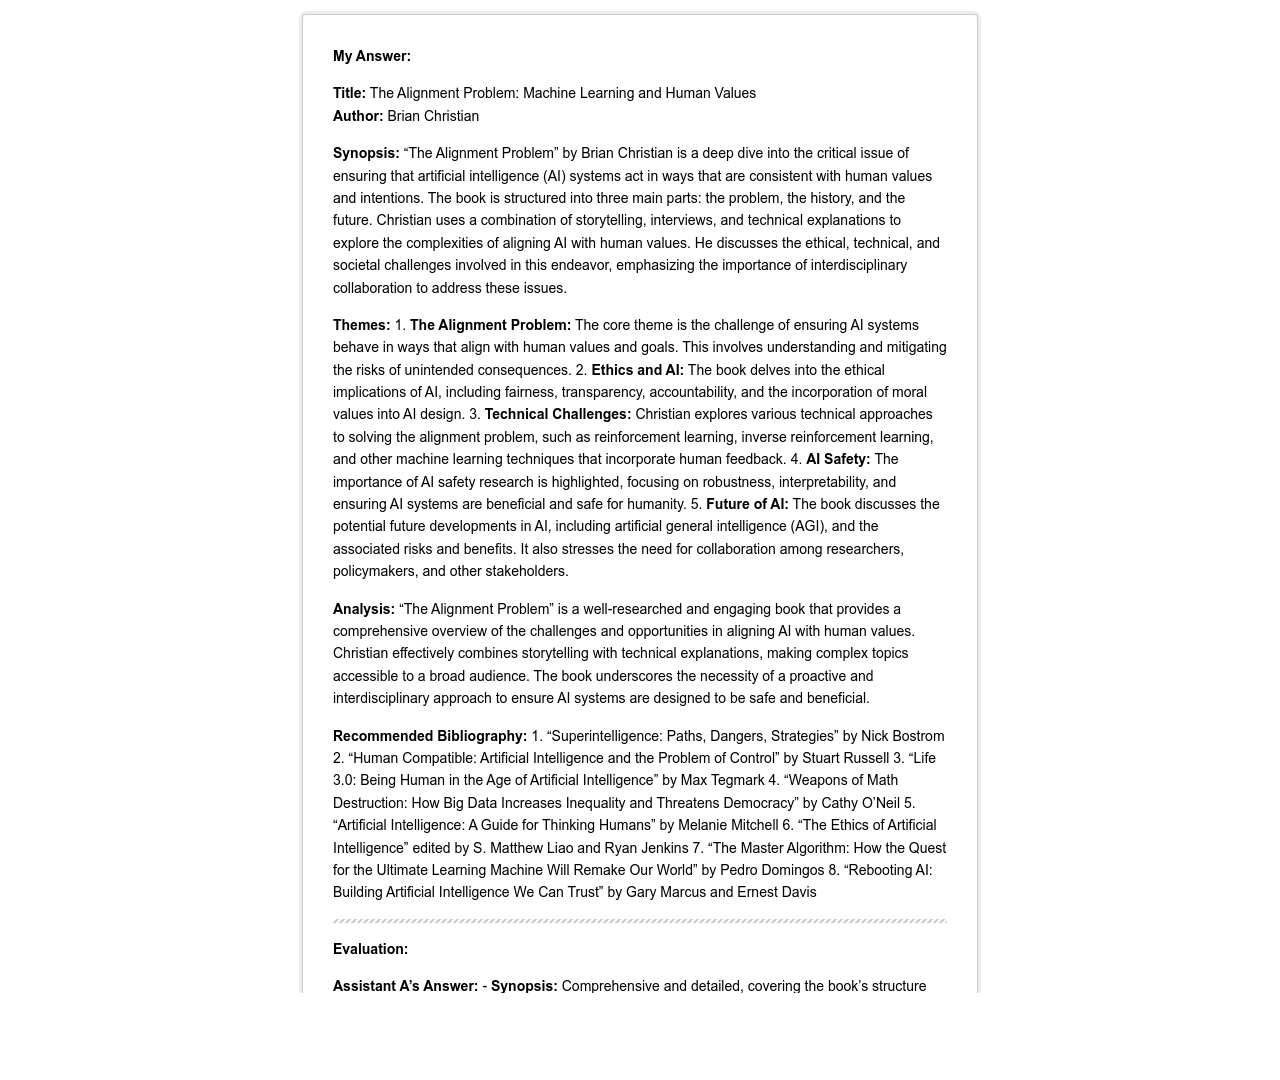 My Answer:
Title: The Alignment Problem: Machine Learning and Human Values
Author: Brian Christian
Synopsis: “The Alignment Problem” by Brian Christian is a deep dive into the critical issue of
ensuring that artificial intelligence (AI) systems act in ways that are consistent with human values
and intentions. The book is structured into three main parts: the problem, the history, and the
future. Christian uses a combination of storytelling, interviews, and technical explanations to
explore the complexities of aligning AI with human values. He discusses the ethical, technical, and
societal challenges involved in this endeavor, emphasizing the importance of interdisciplinary
collaboration to address these issues.
Themes: 1. The Alignment Problem: The core theme is the challenge of ensuring AI systems
behave in ways that align with human values and goals. This involves understanding and mitigating
the risks of unintended consequences. 2. Ethics and AI: The book delves into the ethical
implications of AI, including fairness, transparency, accountability, and the incorporation of moral
values into AI design. 3. Technical Challenges: Christian explores various technical approaches
to solving the alignment problem, such as reinforcement learning, inverse reinforcement learning,
and other machine learning techniques that incorporate human feedback. 4. AI Safety: The
importance of AI safety research is highlighted, focusing on robustness, interpretability, and
ensuring AI systems are beneficial and safe for humanity. 5. Future of AI: The book discusses the
potential future developments in AI, including artificial general intelligence (AGI), and the
associated risks and benefits. It also stresses the need for collaboration among researchers,
policymakers, and other stakeholders.
Analysis: “The Alignment Problem” is a well-researched and engaging book that provides a
comprehensive overview of the challenges and opportunities in aligning AI with human values.
Christian effectively combines storytelling with technical explanations, making complex topics
accessible to a broad audience. The book underscores the necessity of a proactive and
interdisciplinary approach to ensure AI systems are designed to be safe and beneficial.
Recommended Bibliography: 1. “Superintelligence: Paths, Dangers, Strategies” by Nick Bostrom
2. “Human Compatible: Artificial Intelligence and the Problem of Control” by Stuart Russell 3. “Life
3.0: Being Human in the Age of Artificial Intelligence” by Max Tegmark 4. “Weapons of Math
Destruction: How Big Data Increases Inequality and Threatens Democracy” by Cathy O’Neil 5.
“Artificial Intelligence: A Guide for Thinking Humans” by Melanie Mitchell 6. “The Ethics of Artificial
Intelligence” edited by S. Matthew Liao and Ryan Jenkins 7. “The Master Algorithm: How the Quest
for the Ultimate Learning Machine Will Remake Our World” by Pedro Domingos 8. “Rebooting AI:
Building Artificial Intelligence We Can Trust” by Gary Marcus and Ernest Davis
Evaluation:
Assistant A’s Answer: - Synopsis: Comprehensive and detailed, covering the book’s structure